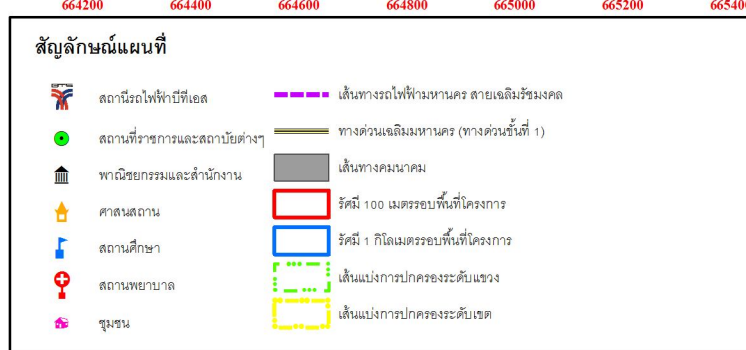 664200 664400 664600 664800 665000 665200 665400
สัญลักษณ์แผนที่
สถานีรถไฟฟ้าบีทีเอส
สถานที่ราชการและสถาบัยต่างๆ
พาณิชยกรรมและสำนักงาน
ศาสนสถาน
สถานศึกษา
สถานพยาบาล
ชุมชน
เส้นทางรถไฟฟ้ามหานคร สายเฉลิมรัชมงคล
ทางด่วนเฉลิมมหานคร (ทางด่วนชั้นที่ 1)
เส้นทางคมนาคม
รัศมี 100 เมตรรอบพื้นที่โครงการ
รัศมี 1 กิโลเมตรรอบพื้นที่โครงการ
เส้นแบ่งการปกครองระดับแขวง
เส้นแบ่งการปกครองระดับเขต